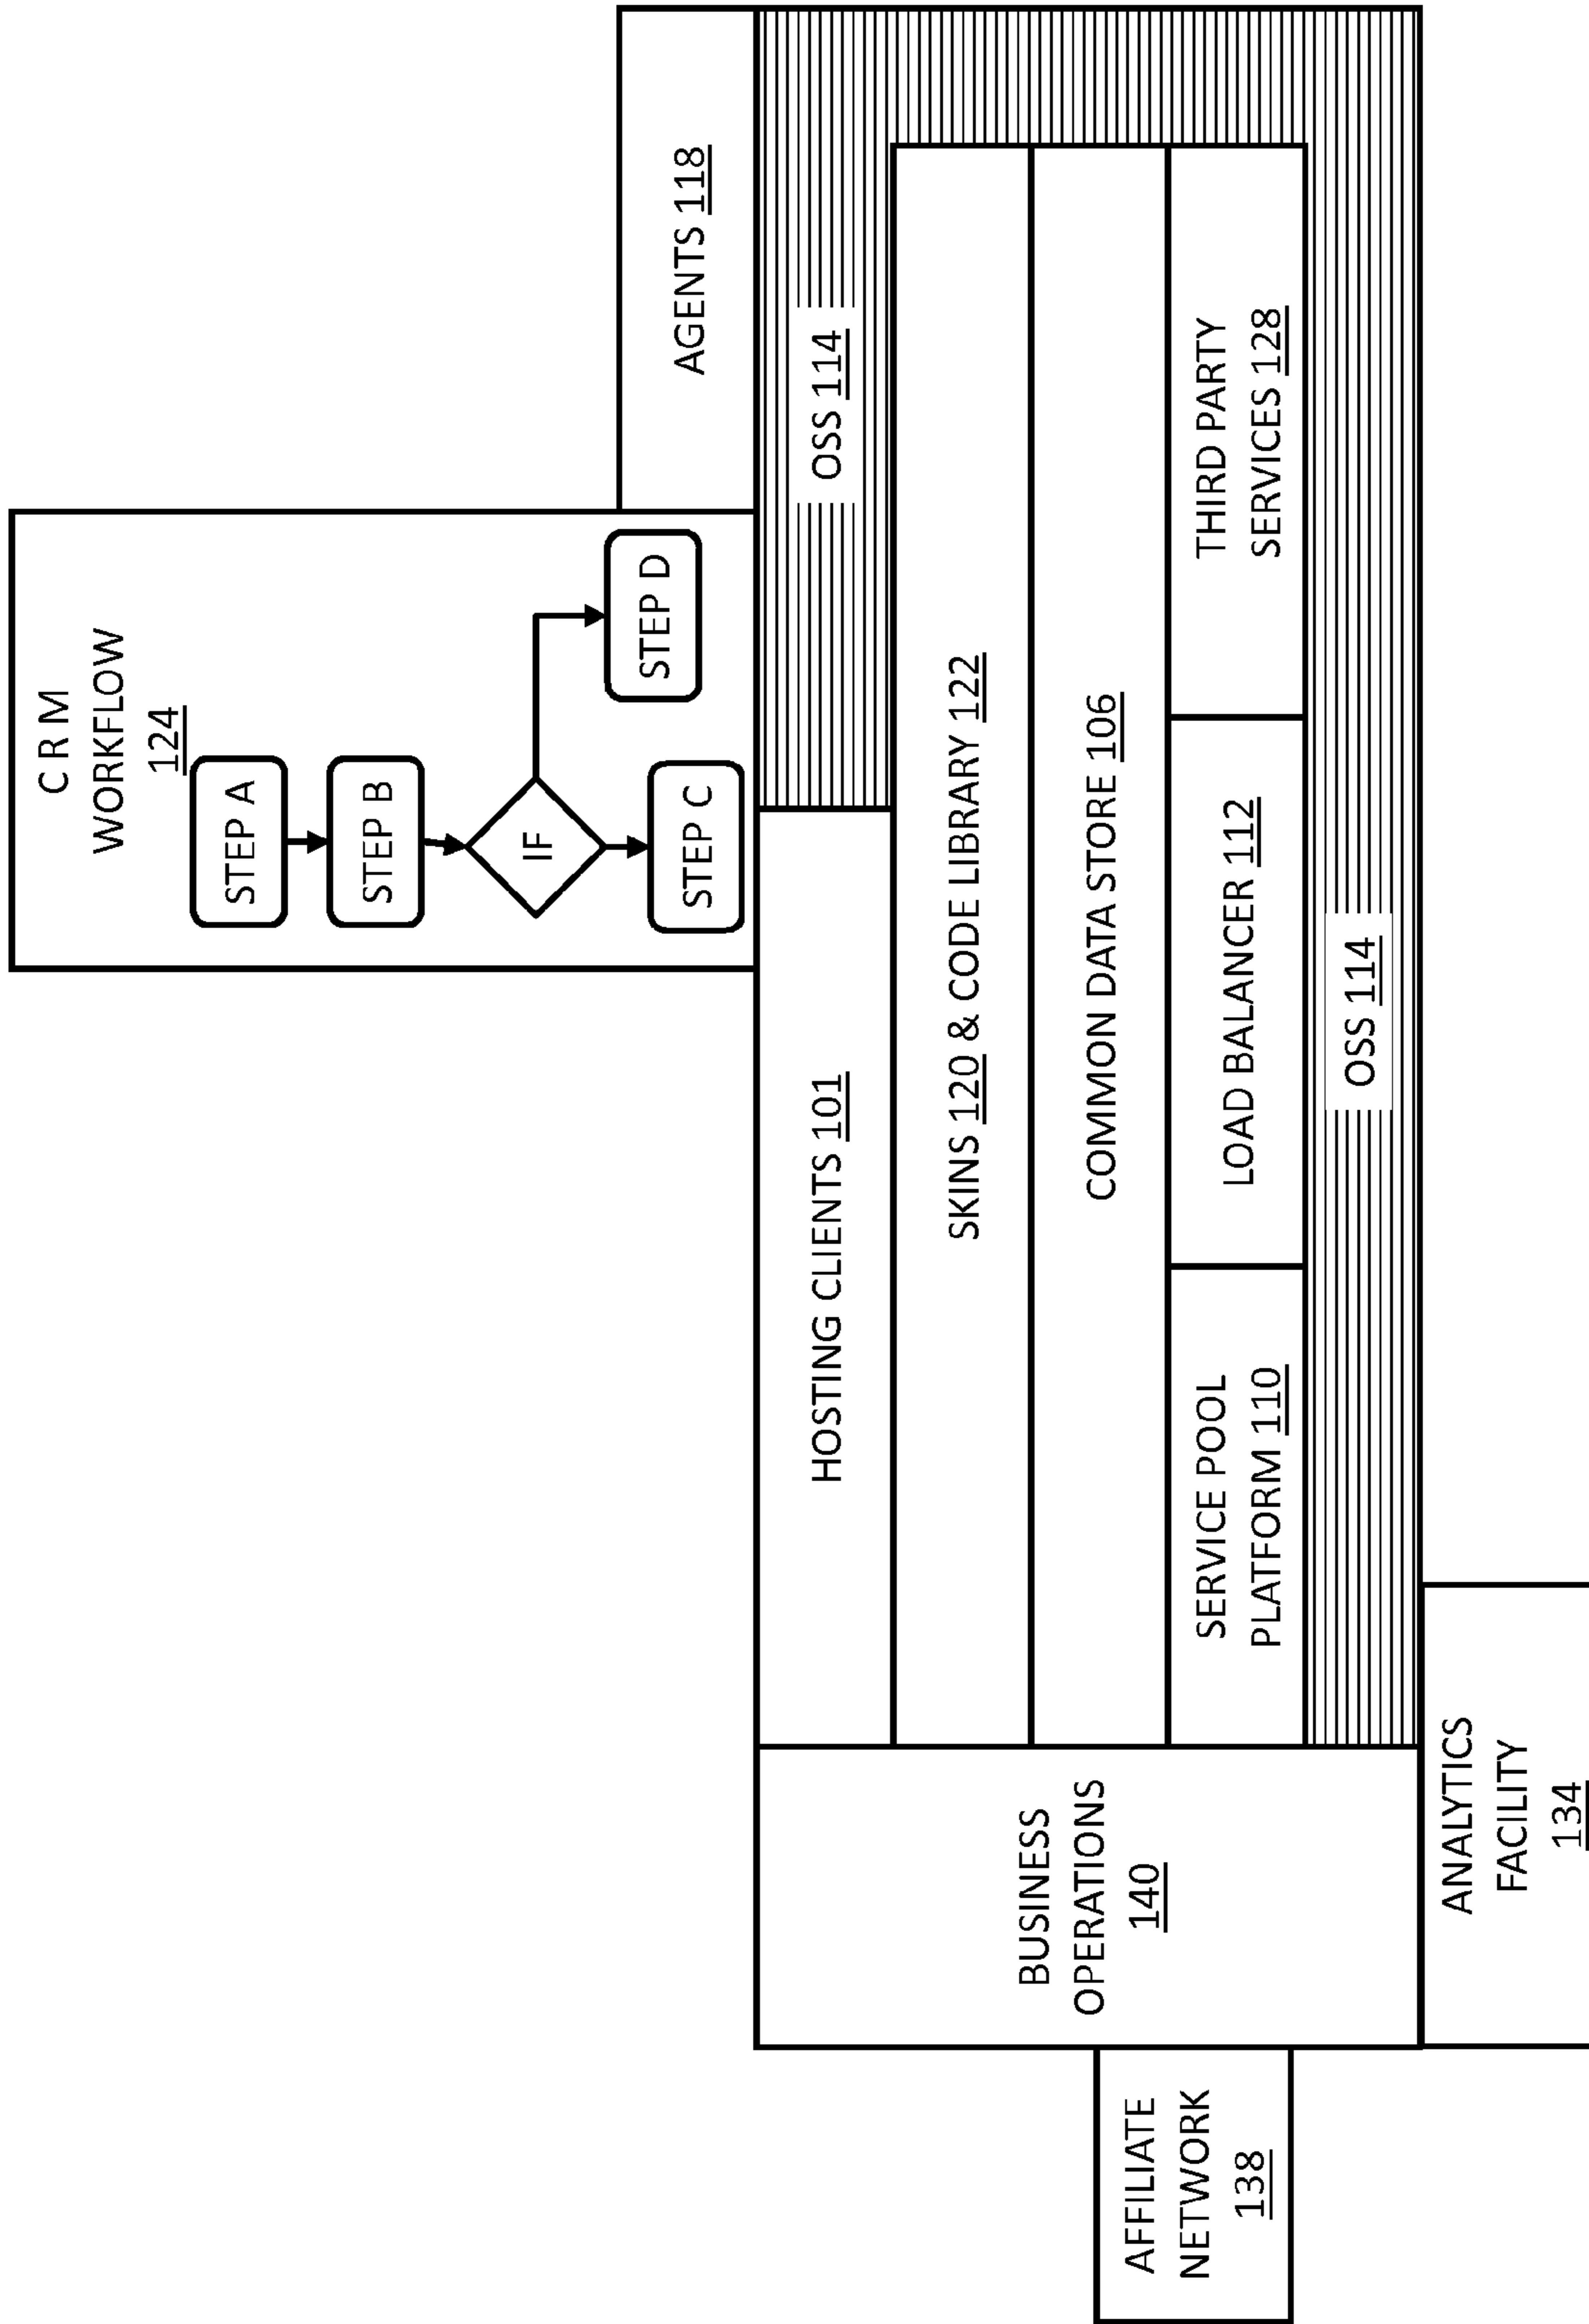 C R M
WORKFLOW
124
STEP A
STEP B
IF
STEP C
STEP D
AGENTS 118
HOSTING CLIENTS 101
OSS 114
SKINS 120 & CODE LIBRARY 122
COMMON DATA STORE 106
SERVICE POOL
PLATFORM 110
LOAD BALANCER 112
THIRD PARTY
SERVICES 128
OSS 114
BUSINESS
OPERATIONS
140
AFFILIATE
NETWORK
138
ANALYTICS
FACILITY
134